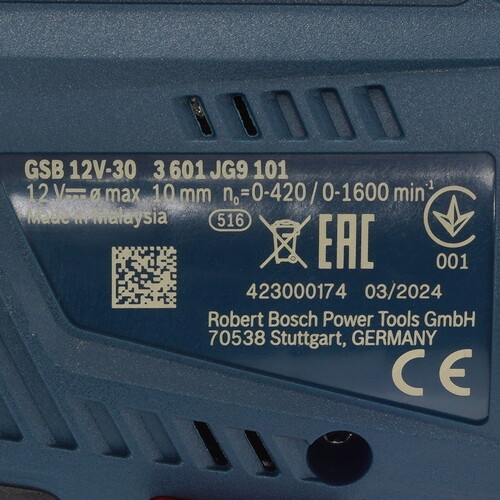 GSB 12V-30 3 601 JG9 101
12 V⎓ ø max. 10 mm n₀=0-420 / 0-1600 min⁻¹
Made in Malaysia 516
EAC
001
423000174 03/2024
Robert Bosch Power Tools GmbH
70538 Stuttgart, GERMANY
CE